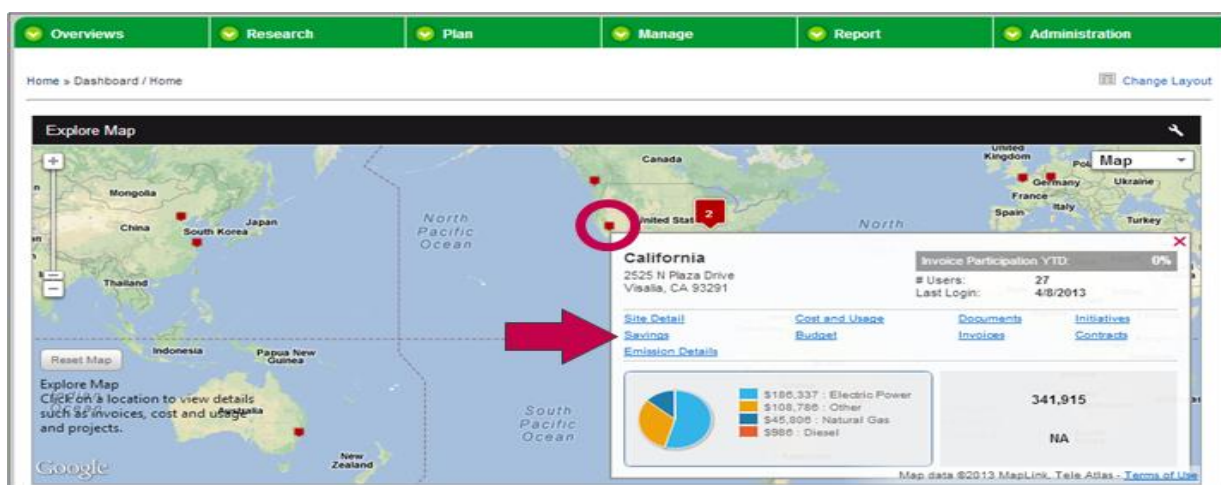 Overviews Research Plan Manage Report Administration
Home » Dashboard / Home Change Layout
Explore Map
Map
Canada
United Kingdom
Germany
Ukraine
France
Italy
Spain
Turkey
Mongolia
China
South Korea
Japan
North Pacific Ocean
United Stat
2
North
Thailand
Indonesia
Papua New Guinea
South Pacific Ocean
Australia
New Zealand
Reset Map
Explore Map
Click on a location to view details
such as invoices, cost and usage
and projects.
Google
California
2525 N Plaza Drive
Visalia, CA 93291
Invoice Participation YTD: 0%
# Users: 27
Last Login: 4/8/2013
Site Detail Cost and Usage Documents Initiatives
Savings Budget Invoices Contracts
Emission Details
$186,337 : Electric Power
$108,786 : Other
$45,806 : Natural Gas
$986 : Diesel
341,915
NA
Map data ©2013 MapLink, Tele Atlas - Terms of Use